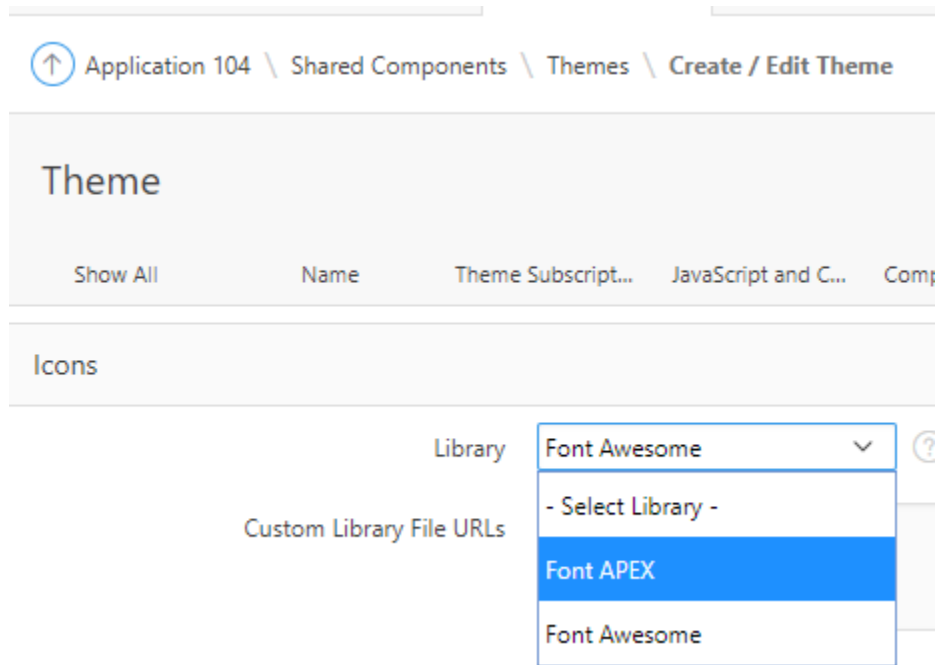 Application 104 \ Shared Components \ Themes \ Create / Edit Theme
Theme
Show All Name Theme Subscript... JavaScript and C... Comp
Icons
Library Font Awesome ?
- Select Library -
Custom Library File URLs
Font APEX
Font Awesome